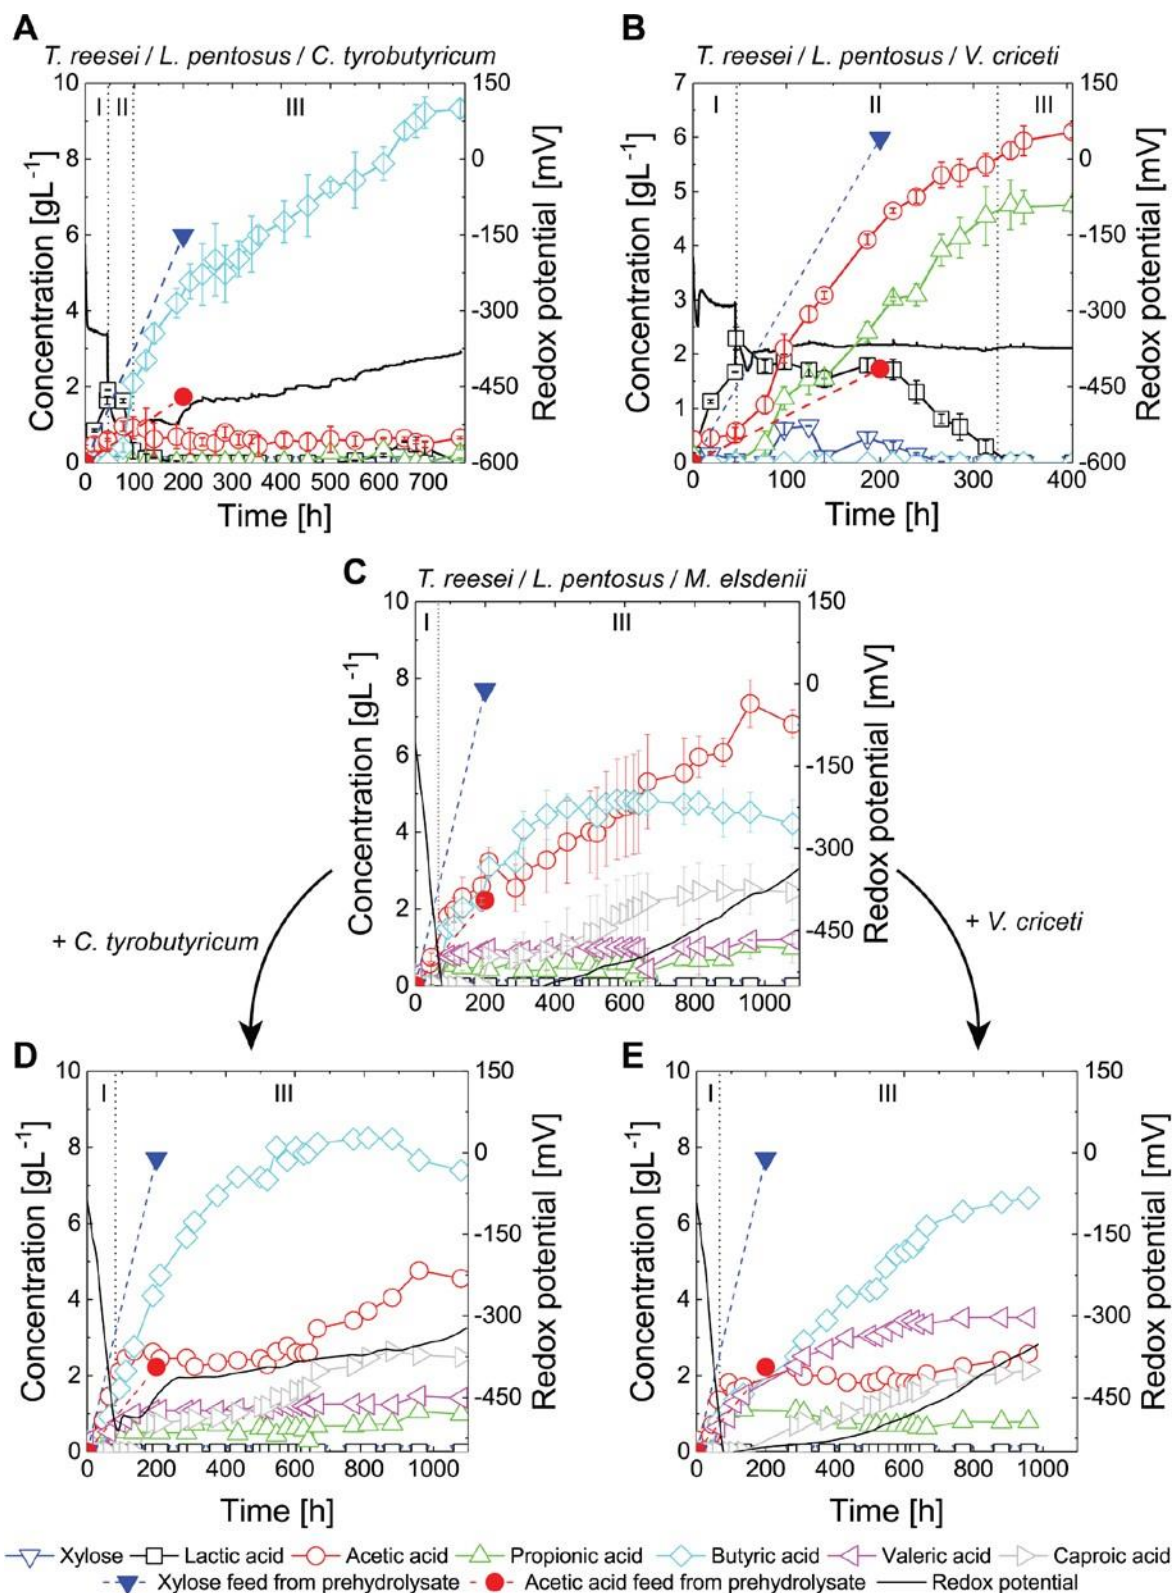 A
T. reesei / L. pentosus / C. tyrobutyricum
10
8
6
4
2
0
Concentration [gL⁻¹]
I
II
III
150
0
-150
-300
-450
-600
Redox potential [mV]
0 100 200 300 400 500 600 700
Time [h]
B
T. reesei / L. pentosus / V. criceti
7
6
5
4
3
2
1
0
Concentration [gL⁻¹]
I
II
III
150
0
-150
-300
-450
-600
Redox potential [mV]
0 100 200 300 400
Time [h]
C
T. reesei / L. pentosus / M. elsdenii
10
8
6
4
2
0
Concentration [gL⁻¹]
I
III
150
0
-150
-300
-450
Redox potential [mV]
0 200 400 600 800 1000
+ C. tyrobutyricum
+ V. criceti
D
10
8
6
4
2
0
Concentration [gL⁻¹]
I
III
150
0
-150
-300
-450
Redox potential [mV]
0 200 400 600 800 1000
Time [h]
E
10
8
6
4
2
0
Concentration [gL⁻¹]
I
III
150
0
-150
-300
-450
Redox potential [mV]
0 200 400 600 800 1000
Time [h]
Xylose Lactic acid Acetic acid Propionic acid Butyric acid Valeric acid Caproic acid
Xylose feed from prehydrolysate Acetic acid feed from prehydrolysate Redox potential